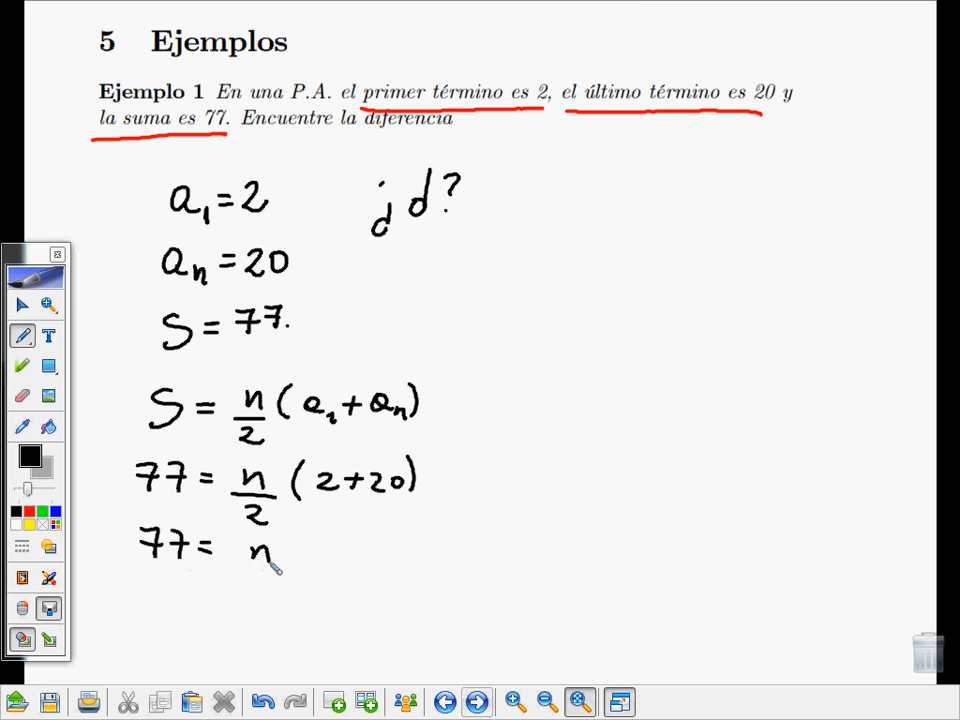 5 Ejemplos
Ejemplo 1 En una P.A. el primer término es 2, el último término es 20 y
la suma es 77. Encuentre la diferencia
a₁ = 2 ¿d?
aₙ = 20
S = 77.
S = n/2 (a₁ + aₙ)
77 = n/2 (2+20)
77 = n